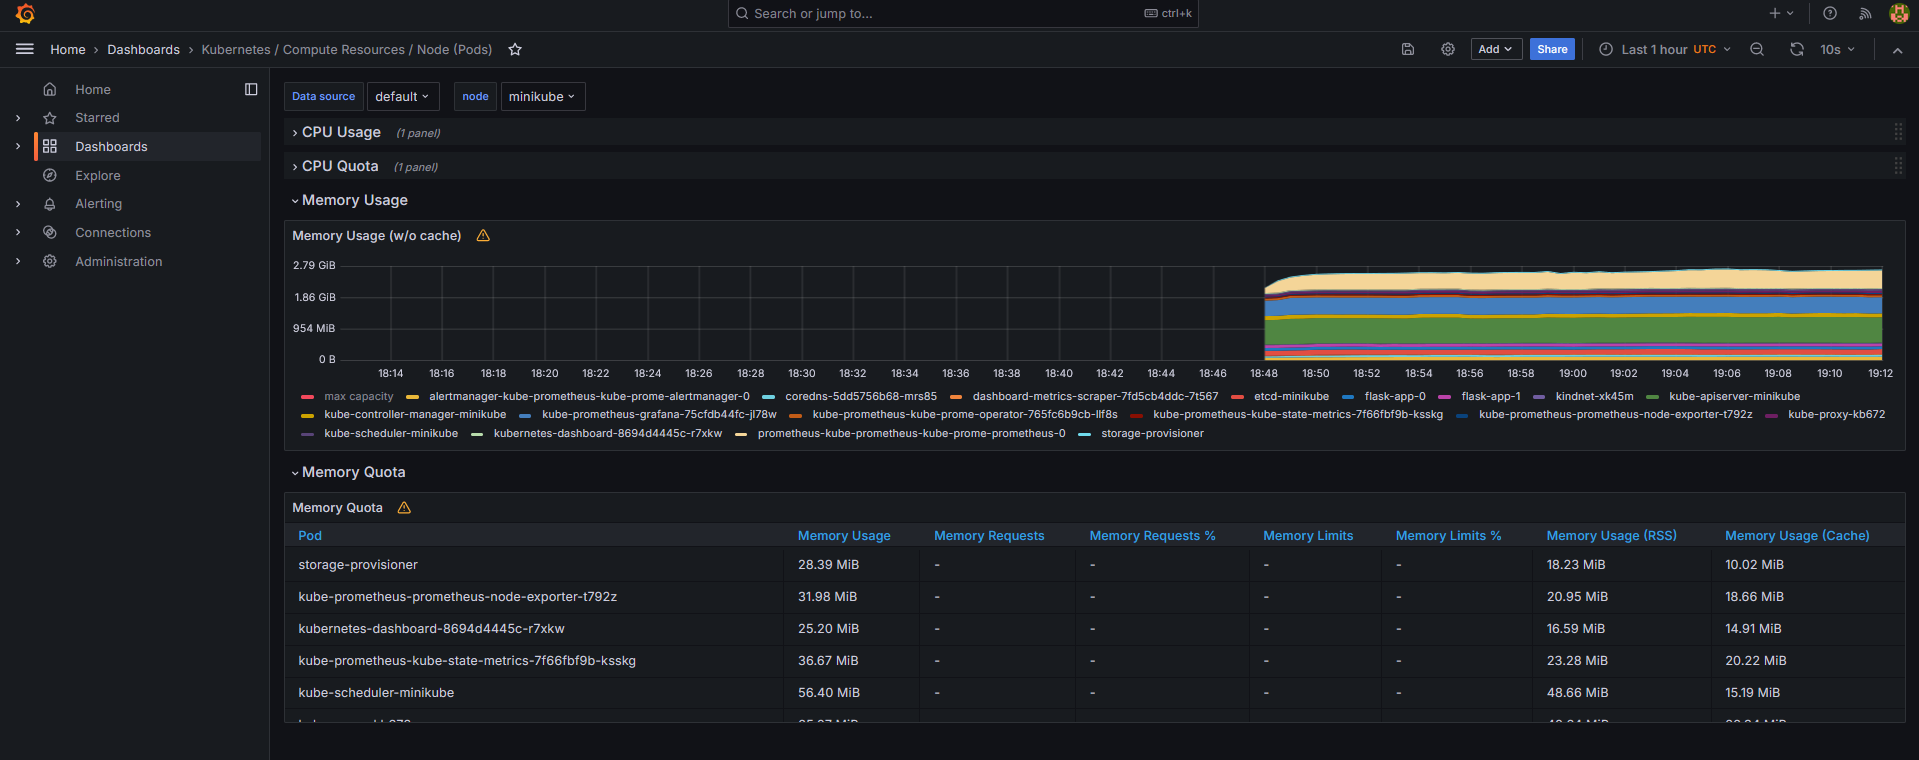 Search or jump to... ctrl+k
Home › Dashboards › Kubernetes / Compute Resources / Node (Pods) Add Share Last 1 hour UTC 10s
Home
Starred
Dashboards
Explore
Alerting
Connections
Administration
Data source default node minikube
CPU Usage (1 panel)
CPU Quota (1 panel)
Memory Usage
Memory Usage (w/o cache)
2.79 GiB
1.86 GiB
954 MiB
0 B
18:14 18:16 18:18 18:20 18:22 18:24 18:26 18:28 18:30 18:32 18:34 18:36 18:38 18:40 18:42 18:44 18:46 18:48 18:50 18:52 18:54 18:56 18:58 19:00 19:02 19:04 19:06 19:08 19:10 19:12
max capacity alertmanager-kube-prometheus-kube-prome-alertmanager-0 coredns-5dd5756b68-mrs85 dashboard-metrics-scraper-7fd5cb4ddc-7t567 etcd-minikube flask-app-0 flask-app-1 kindnet-xk45m kube-apiserver-minikube
kube-controller-manager-minikube kube-prometheus-grafana-75cfdb44fc-jl78w kube-prometheus-kube-prome-operator-765fc6b9cb-llf8s kube-prometheus-kube-state-metrics-7f66fbf9b-ksskg kube-prometheus-prometheus-node-exporter-t792z kube-proxy-kb672
kube-scheduler-minikube kubernetes-dashboard-8694d4445c-r7xkw prometheus-kube-prometheus-kube-prome-prometheus-0 storage-provisioner
Memory Quota
Memory Quota
Pod Memory Usage Memory Requests Memory Requests % Memory Limits Memory Limits % Memory Usage (RSS) Memory Usage (Cache)
storage-provisioner 28.39 MiB - - - - 18.23 MiB 10.02 MiB
kube-prometheus-prometheus-node-exporter-t792z 31.98 MiB - - - - 20.95 MiB 18.66 MiB
kubernetes-dashboard-8694d4445c-r7xkw 25.20 MiB - - - - 16.59 MiB 14.91 MiB
kube-prometheus-kube-state-metrics-7f66fbf9b-ksskg 36.67 MiB - - - - 23.28 MiB 20.22 MiB
kube-scheduler-minikube 56.40 MiB - - - - 48.66 MiB 15.19 MiB